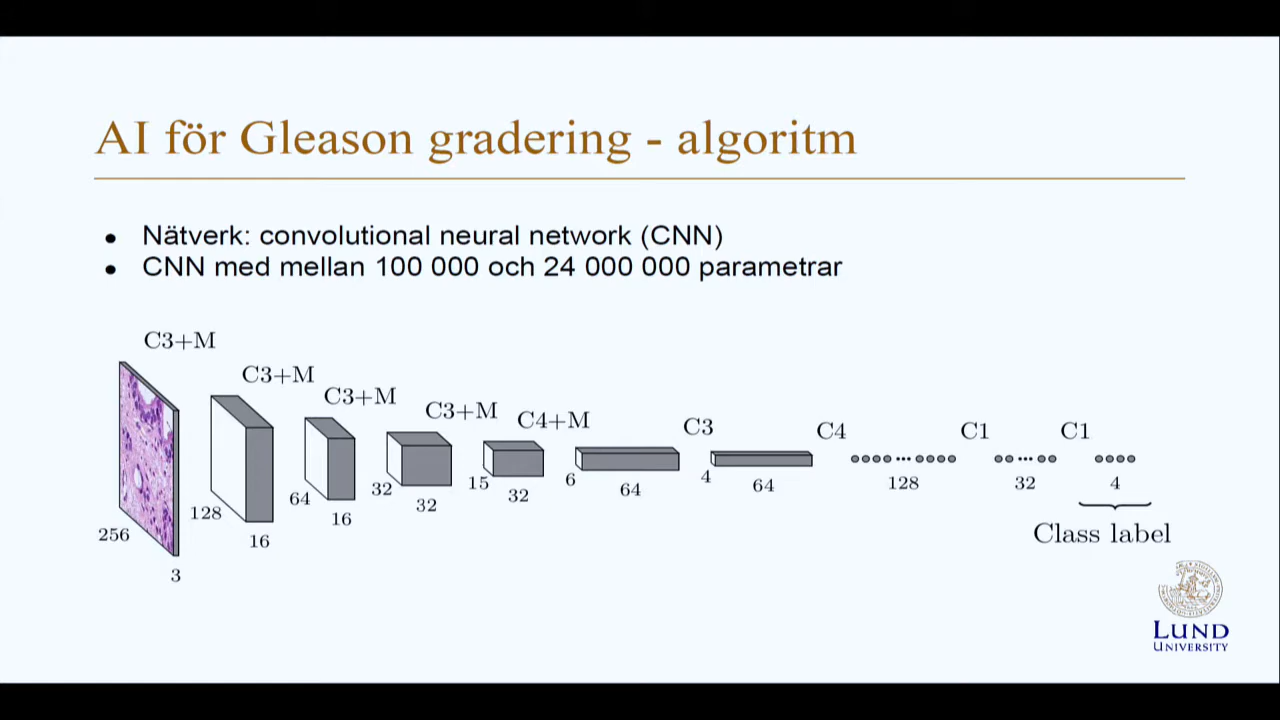 AI för Gleason gradering - algoritm
• Nätverk: convolutional neural network (CNN)
• CNN med mellan 100 000 och 24 000 000 parametrar
C3+M
C3+M
C3+M
C3+M
C4+M
C3
C4
C1
C1
256
3
128
16
64
16
32
32
15
32
6
64
4
64
128
32
4
Class label
LUND
UNIVERSITY